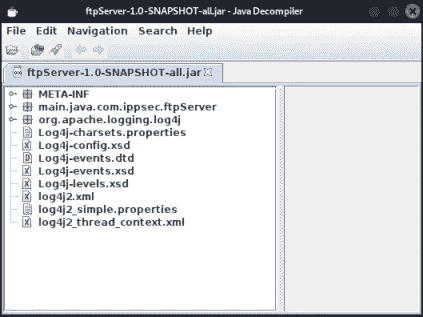 ftpServer-1.0-SNAPSHOT-all.jar - Java Decompiler
File Edit Navigation Search Help
ftpServer-1.0-SNAPSHOT-all.jar
META-INF
main.java.com.ippsec.ftpServer
org.apache.logging.log4j
Log4j-charsets.properties
Log4j-config.xsd
Log4j-events.dtd
Log4j-events.xsd
Log4j-levels.xsd
log4j2.xml
log4j2_simple.properties
log4j2_thread_context.xml